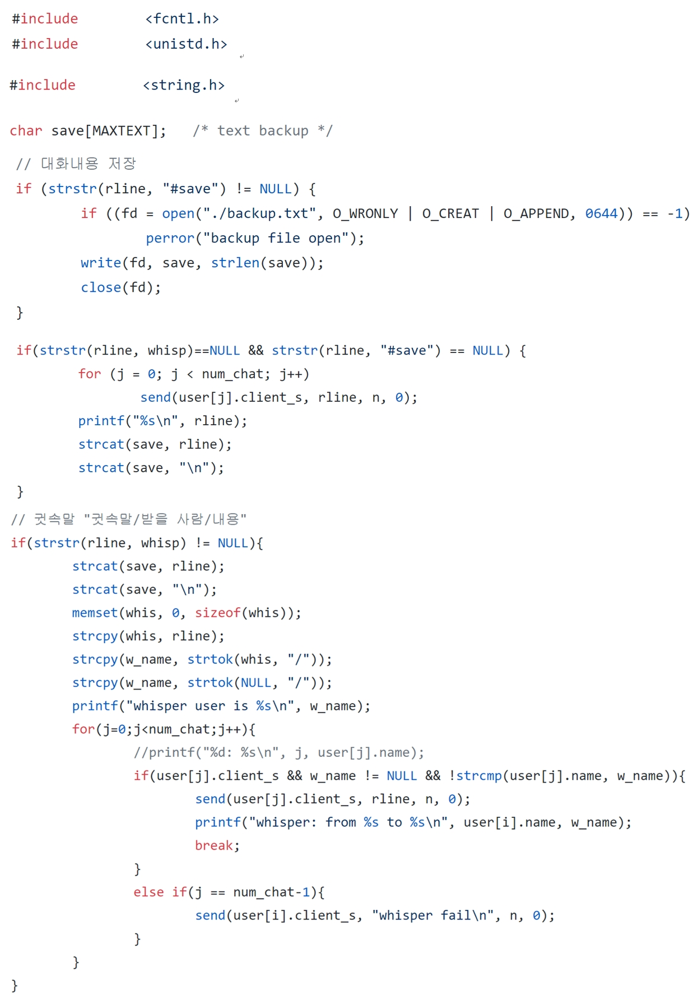 #include        <fcntl.h>
#include        <unistd.h>
#include        <string.h>
char save[MAXTEXT];   /* text backup */
// 대화내용 저장
if (strstr(rline, "#save") != NULL) {
        if ((fd = open("./backup.txt", O_WRONLY | O_CREAT | O_APPEND, 0644)) == -1)
                perror("backup file open");
        write(fd, save, strlen(save));
        close(fd);
}
if(strstr(rline, whisp)==NULL && strstr(rline, "#save") == NULL) {
        for (j = 0; j < num_chat; j++)
                send(user[j].client_s, rline, n, 0);
        printf("%s\n", rline);
        strcat(save, rline);
        strcat(save, "\n");
}
// 귓속말 "귓속말/받을 사람/내용"
if(strstr(rline, whisp) != NULL){
        strcat(save, rline);
        strcat(save, "\n");
        memset(whis, 0, sizeof(whis));
        strcpy(whis, rline);
        strcpy(w_name, strtok(whis, "/"));
        strcpy(w_name, strtok(NULL, "/"));
        printf("whisper user is %s\n", w_name);
        for(j=0;j<num_chat;j++){
                //printf("%d: %s\n", j, user[j].name);
                if(user[j].client_s && w_name != NULL && !strcmp(user[j].name, w_name)){
                        send(user[j].client_s, rline, n, 0);
                        printf("whisper: from %s to %s\n", user[i].name, w_name);
                        break;
                }
                else if(j == num_chat-1){
                        send(user[i].client_s, "whisper fail\n", n, 0);
                }
        }
}